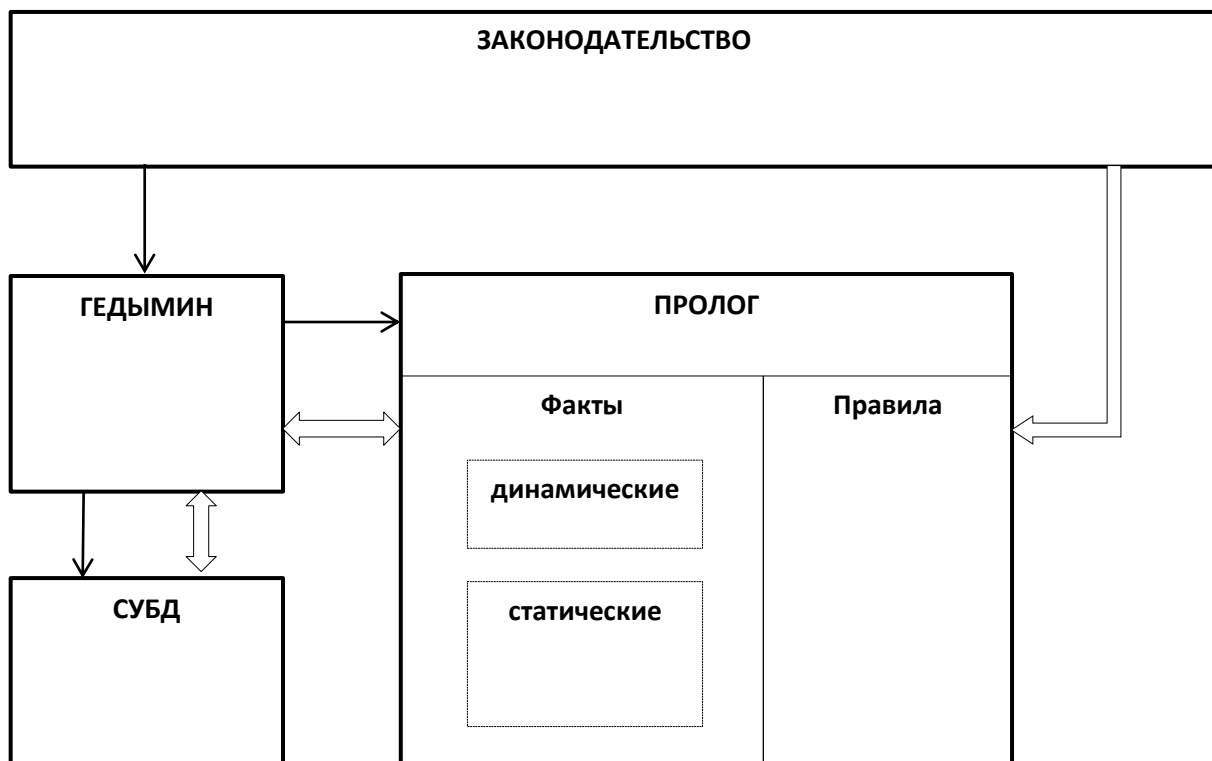 ЗАКОНОДАТЕЛЬСТВО
ГЕДЫМИН
ПРОЛОГ
Факты
Правила
динамические
статические
СУБД